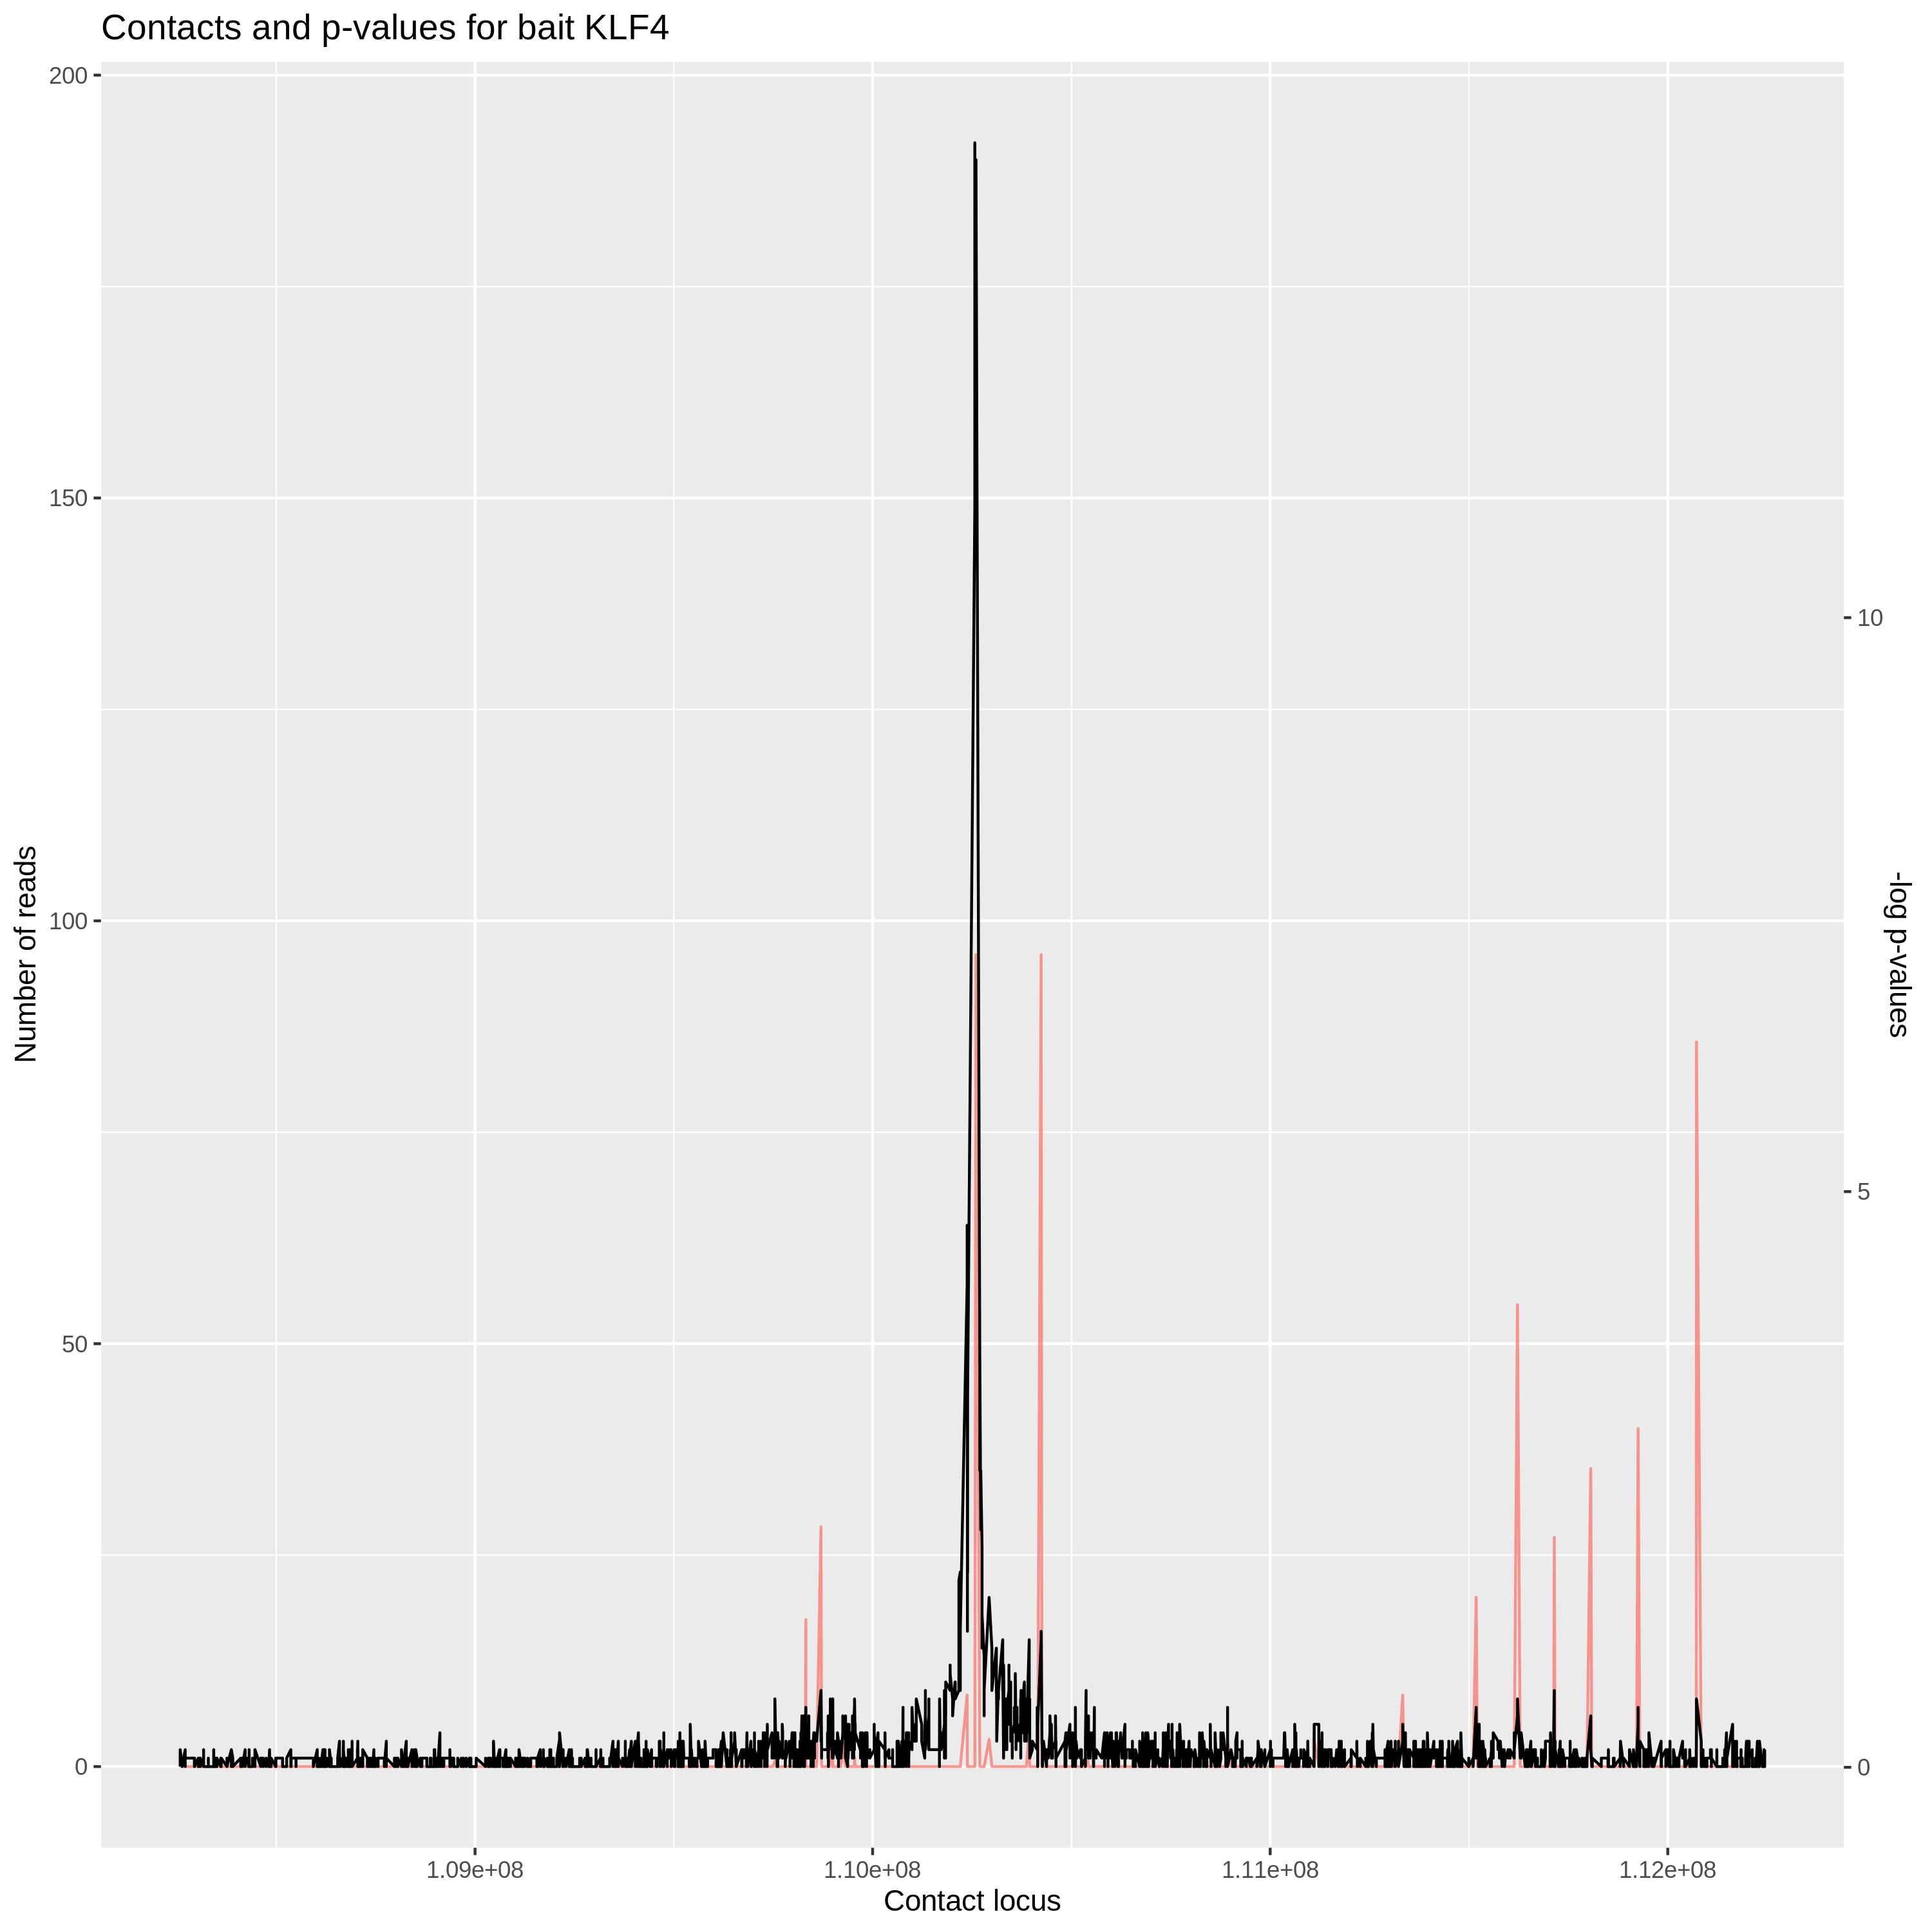 Contacts and p-values for bait KLF4
200
150
100
50
0
Number of reads
10
5
0
-log p-values
1.09e+08
1.10e+08
1.11e+08
1.12e+08
Contact locus